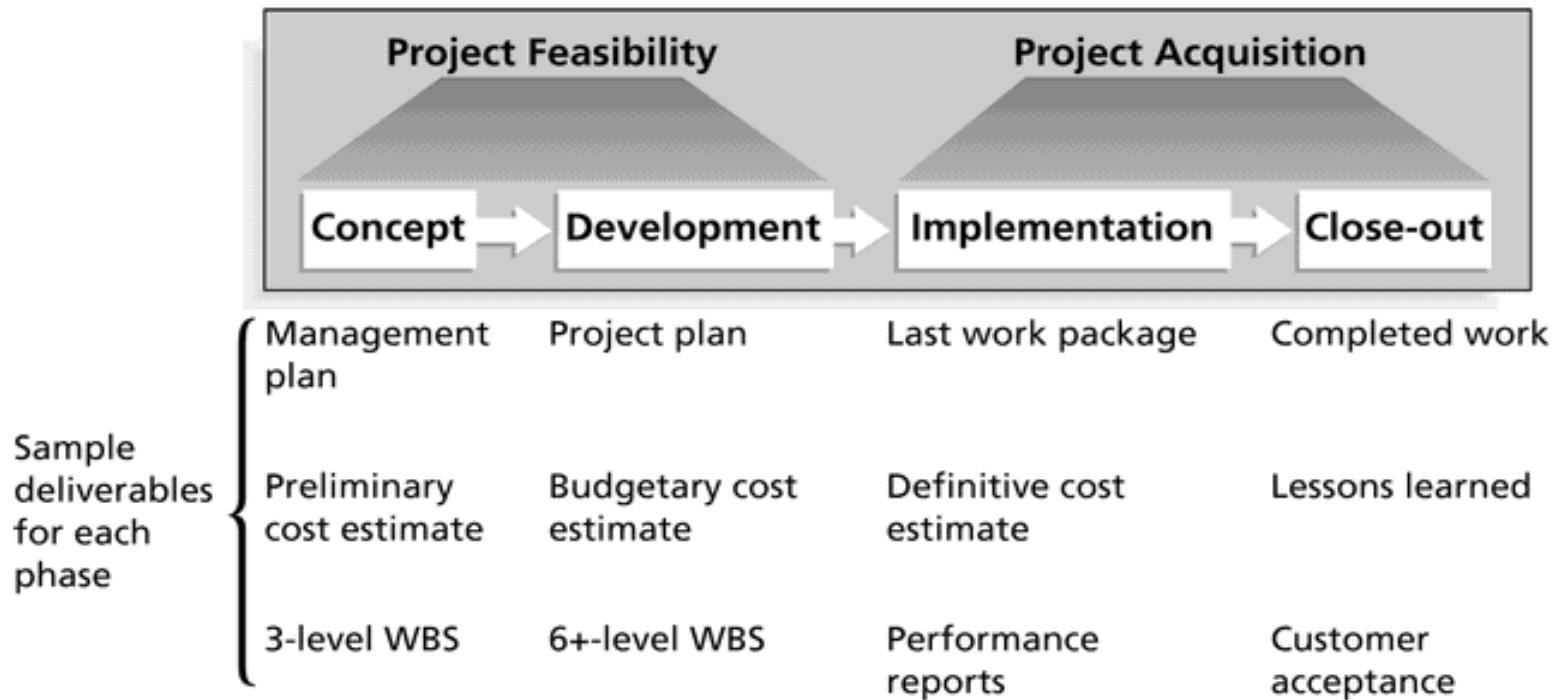 Project Feasibility
Project Acquisition
Concept
Development
Implementation
Close-out
Sample
deliverables
for each
phase
Management
plan
Project plan
Last work package
Completed work
Preliminary
cost estimate
Budgetary cost
estimate
Definitive cost
estimate
Lessons learned
3-level WBS
6+-level WBS
Performance
reports
Customer
acceptance